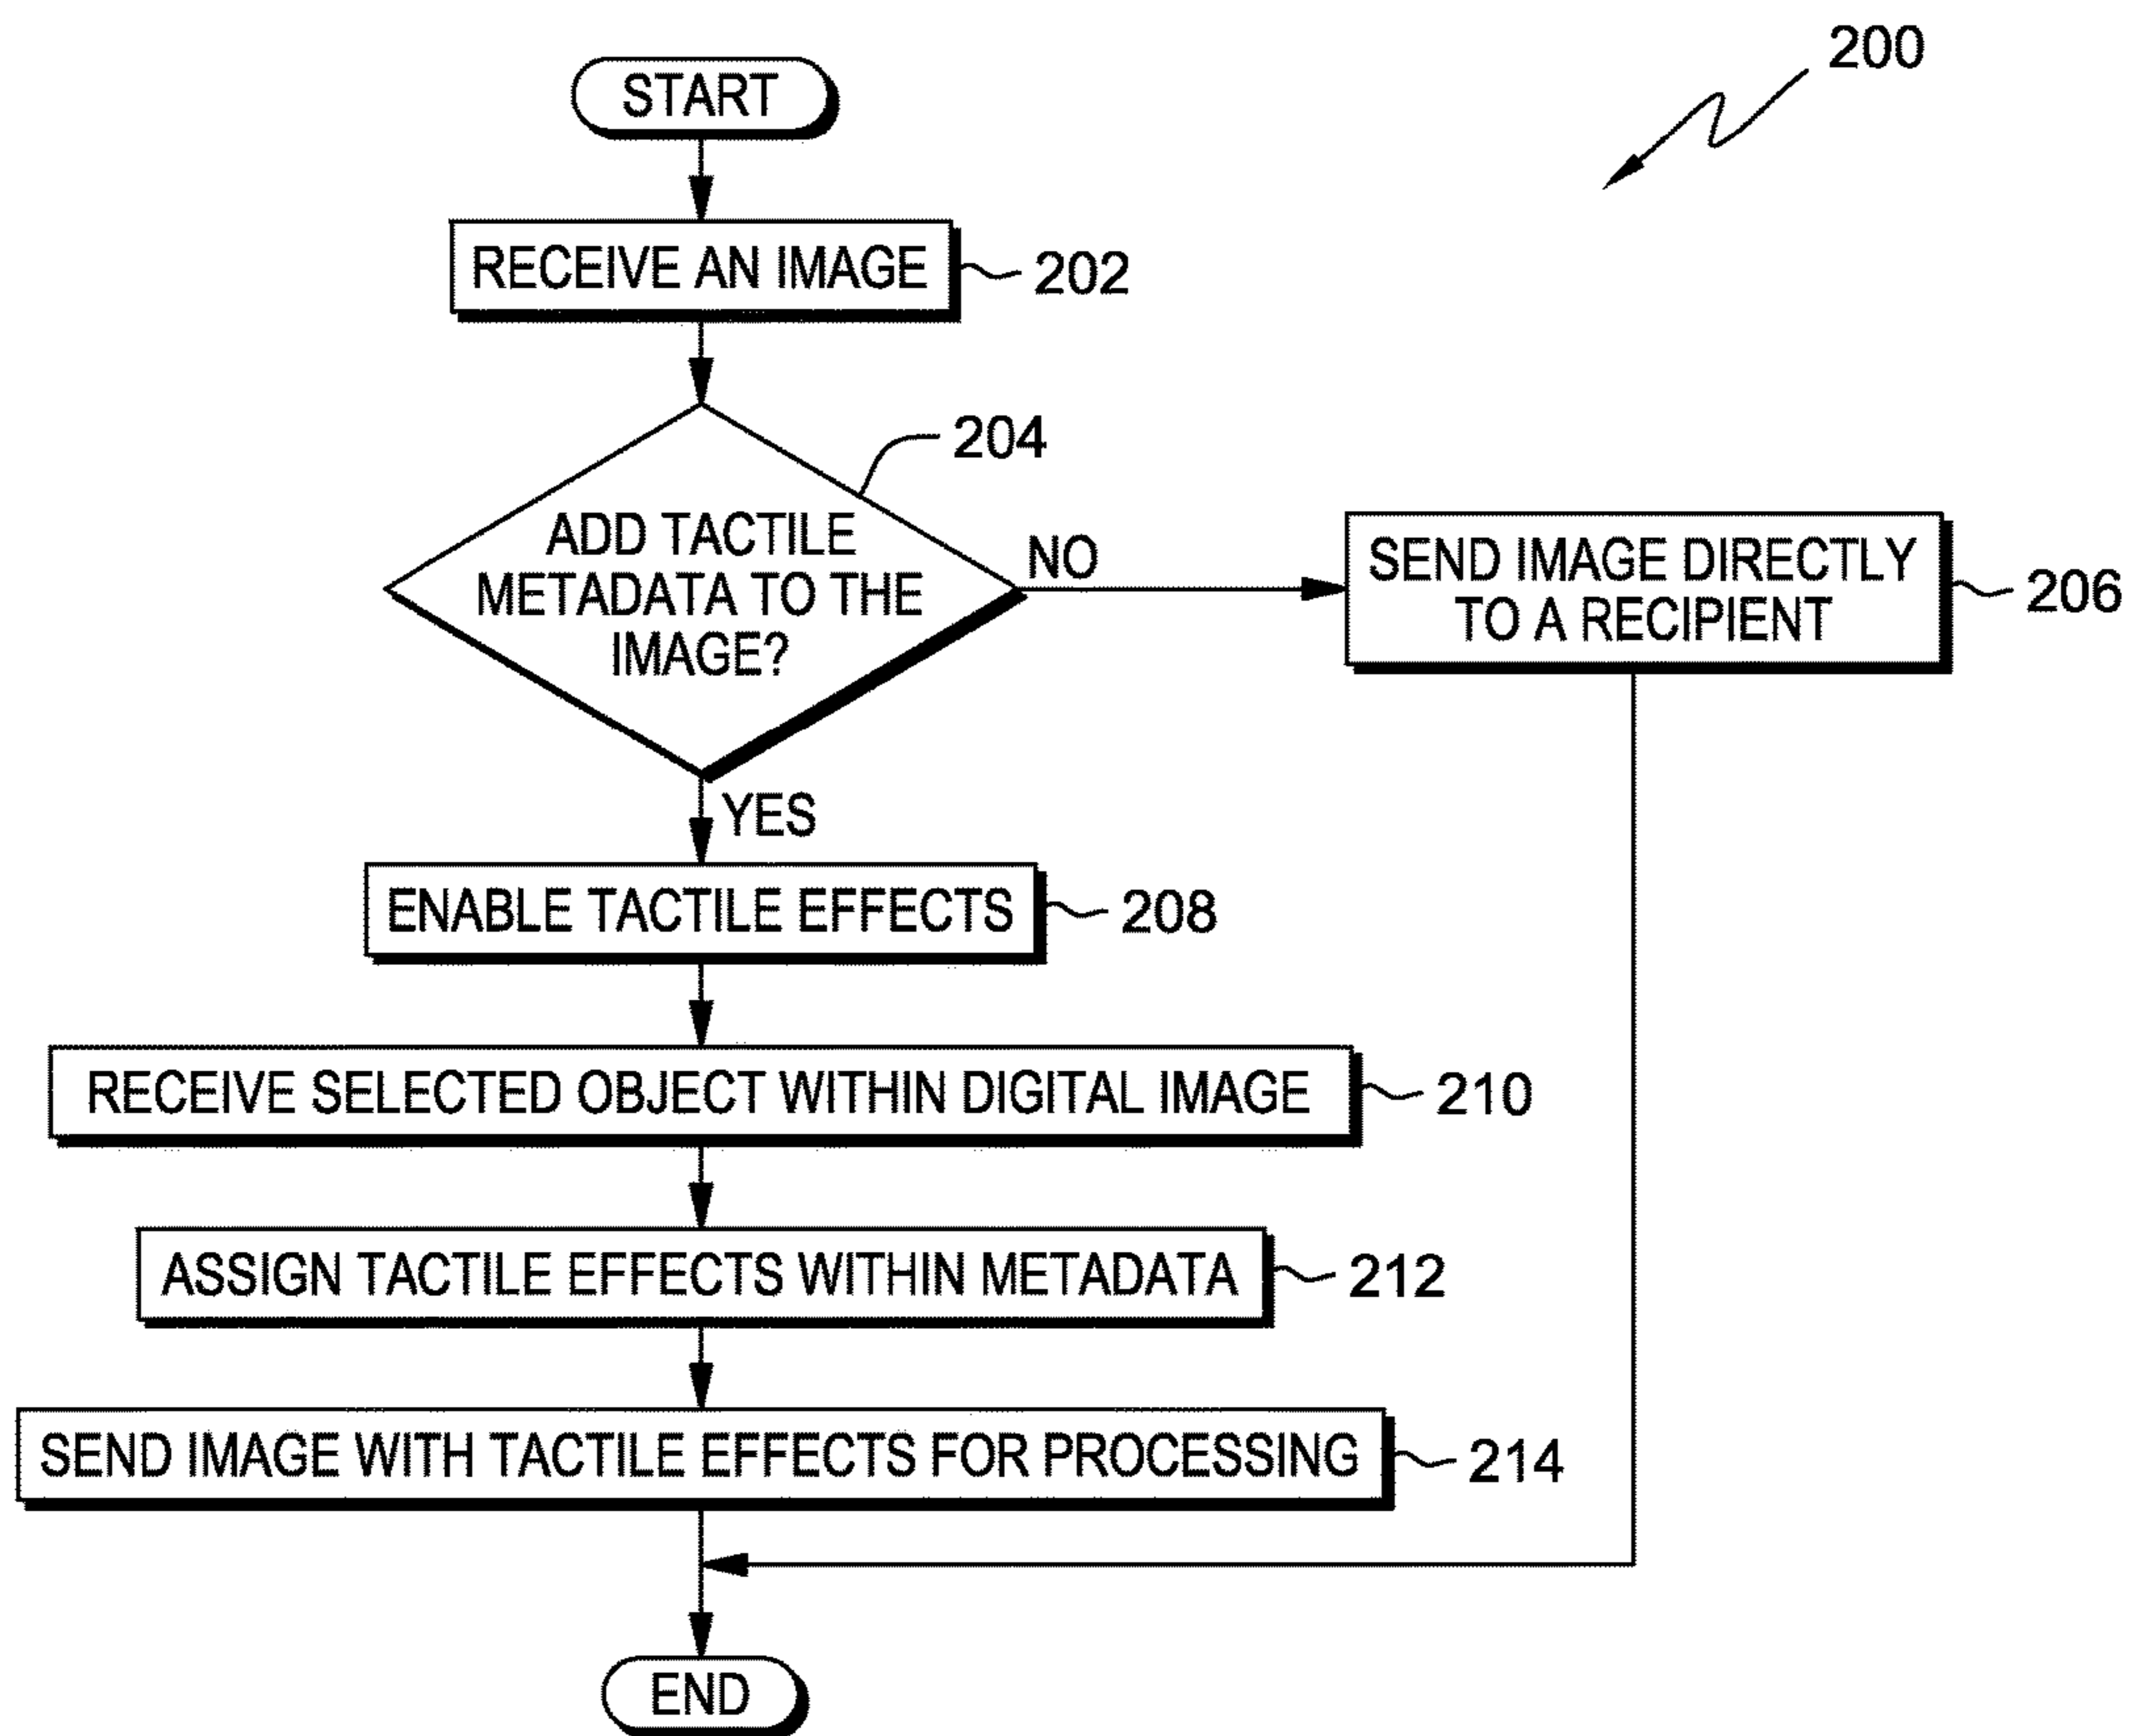 200
START
RECEIVE AN IMAGE
202
204
ADD TACTILE
METADATA TO THE
IMAGE?
NO
SEND IMAGE DIRECTLY
TO A RECIPIENT
206
YES
ENABLE TACTILE EFFECTS
208
RECEIVE SELECTED OBJECT WITHIN DIGITAL IMAGE
210
ASSIGN TACTILE EFFECTS WITHIN METADATA
212
SEND IMAGE WITH TACTILE EFFECTS FOR PROCESSING
214
END